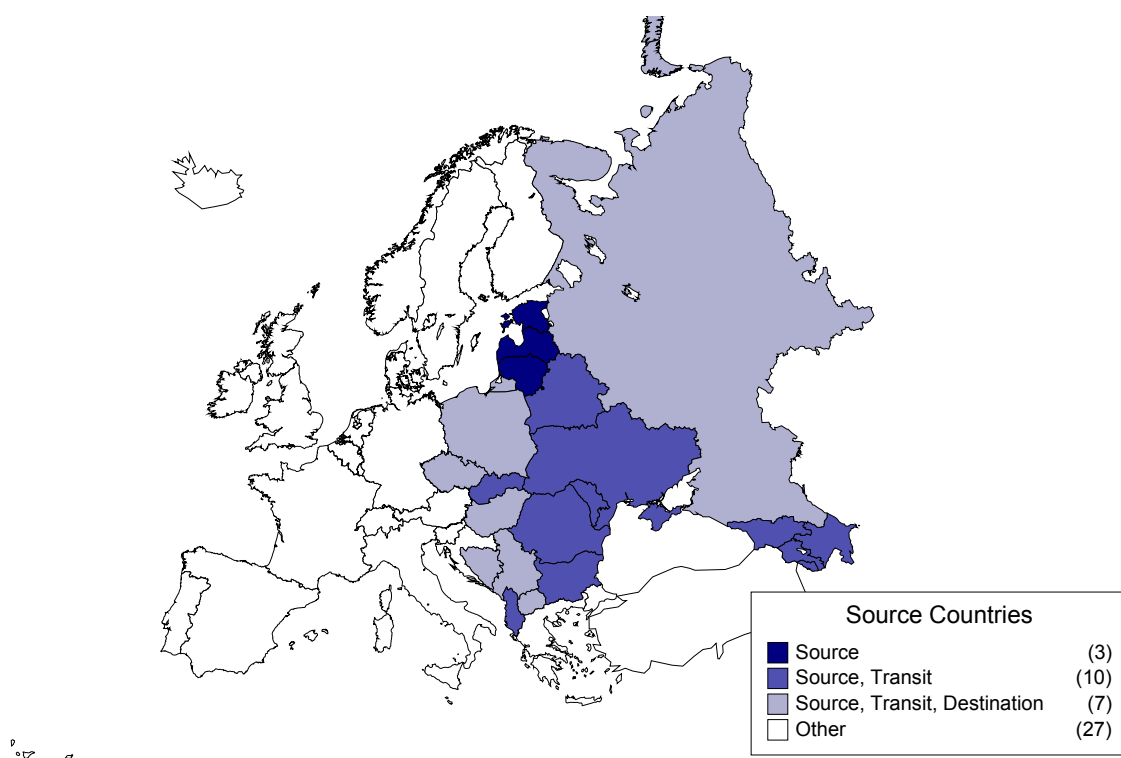 Source Countries
Source (3)
Source, Transit (10)
Source, Transit, Destination (7)
Other (27)